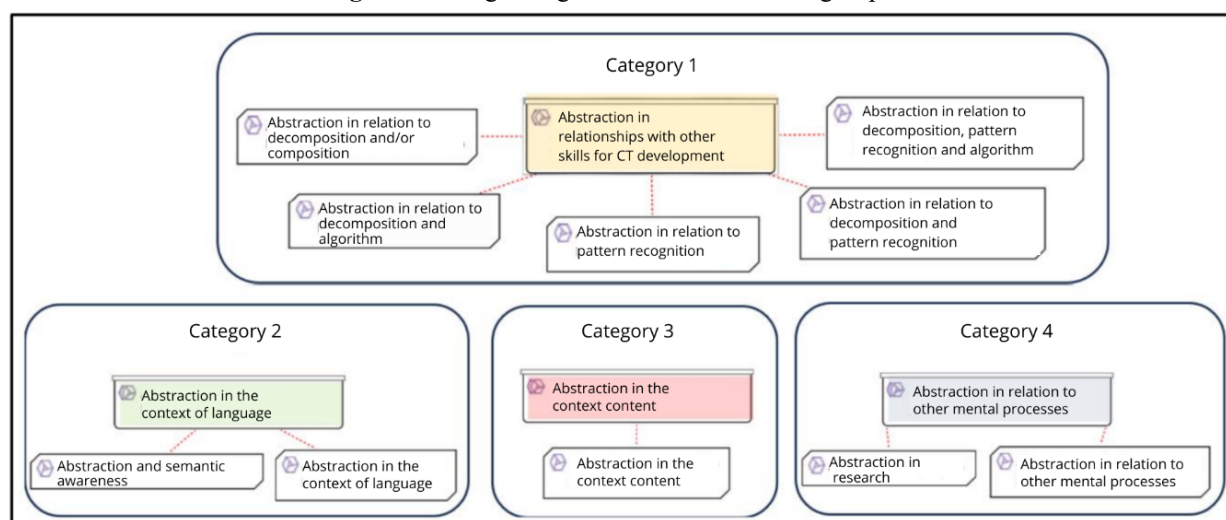 Category 1
Abstraction in
relationships with other
skills for CT development
Abstraction in relation to
decomposition and/or
composition
Abstraction in relation to
decomposition, pattern
recognition and algorithm
Abstraction in relation to
decomposition and
algorithm
Abstraction in relation to
pattern recognition
Abstraction in relation to
decomposition and
pattern recognition
Category 2
Abstraction in the
context of language
Abstraction and semantic
awareness
Abstraction in the
context of language
Category 3
Abstraction in the
context content
Abstraction in the
context content
Category 4
Abstraction in relation to
other mental processes
Abstraction in
research
Abstraction in relation to
other mental processes